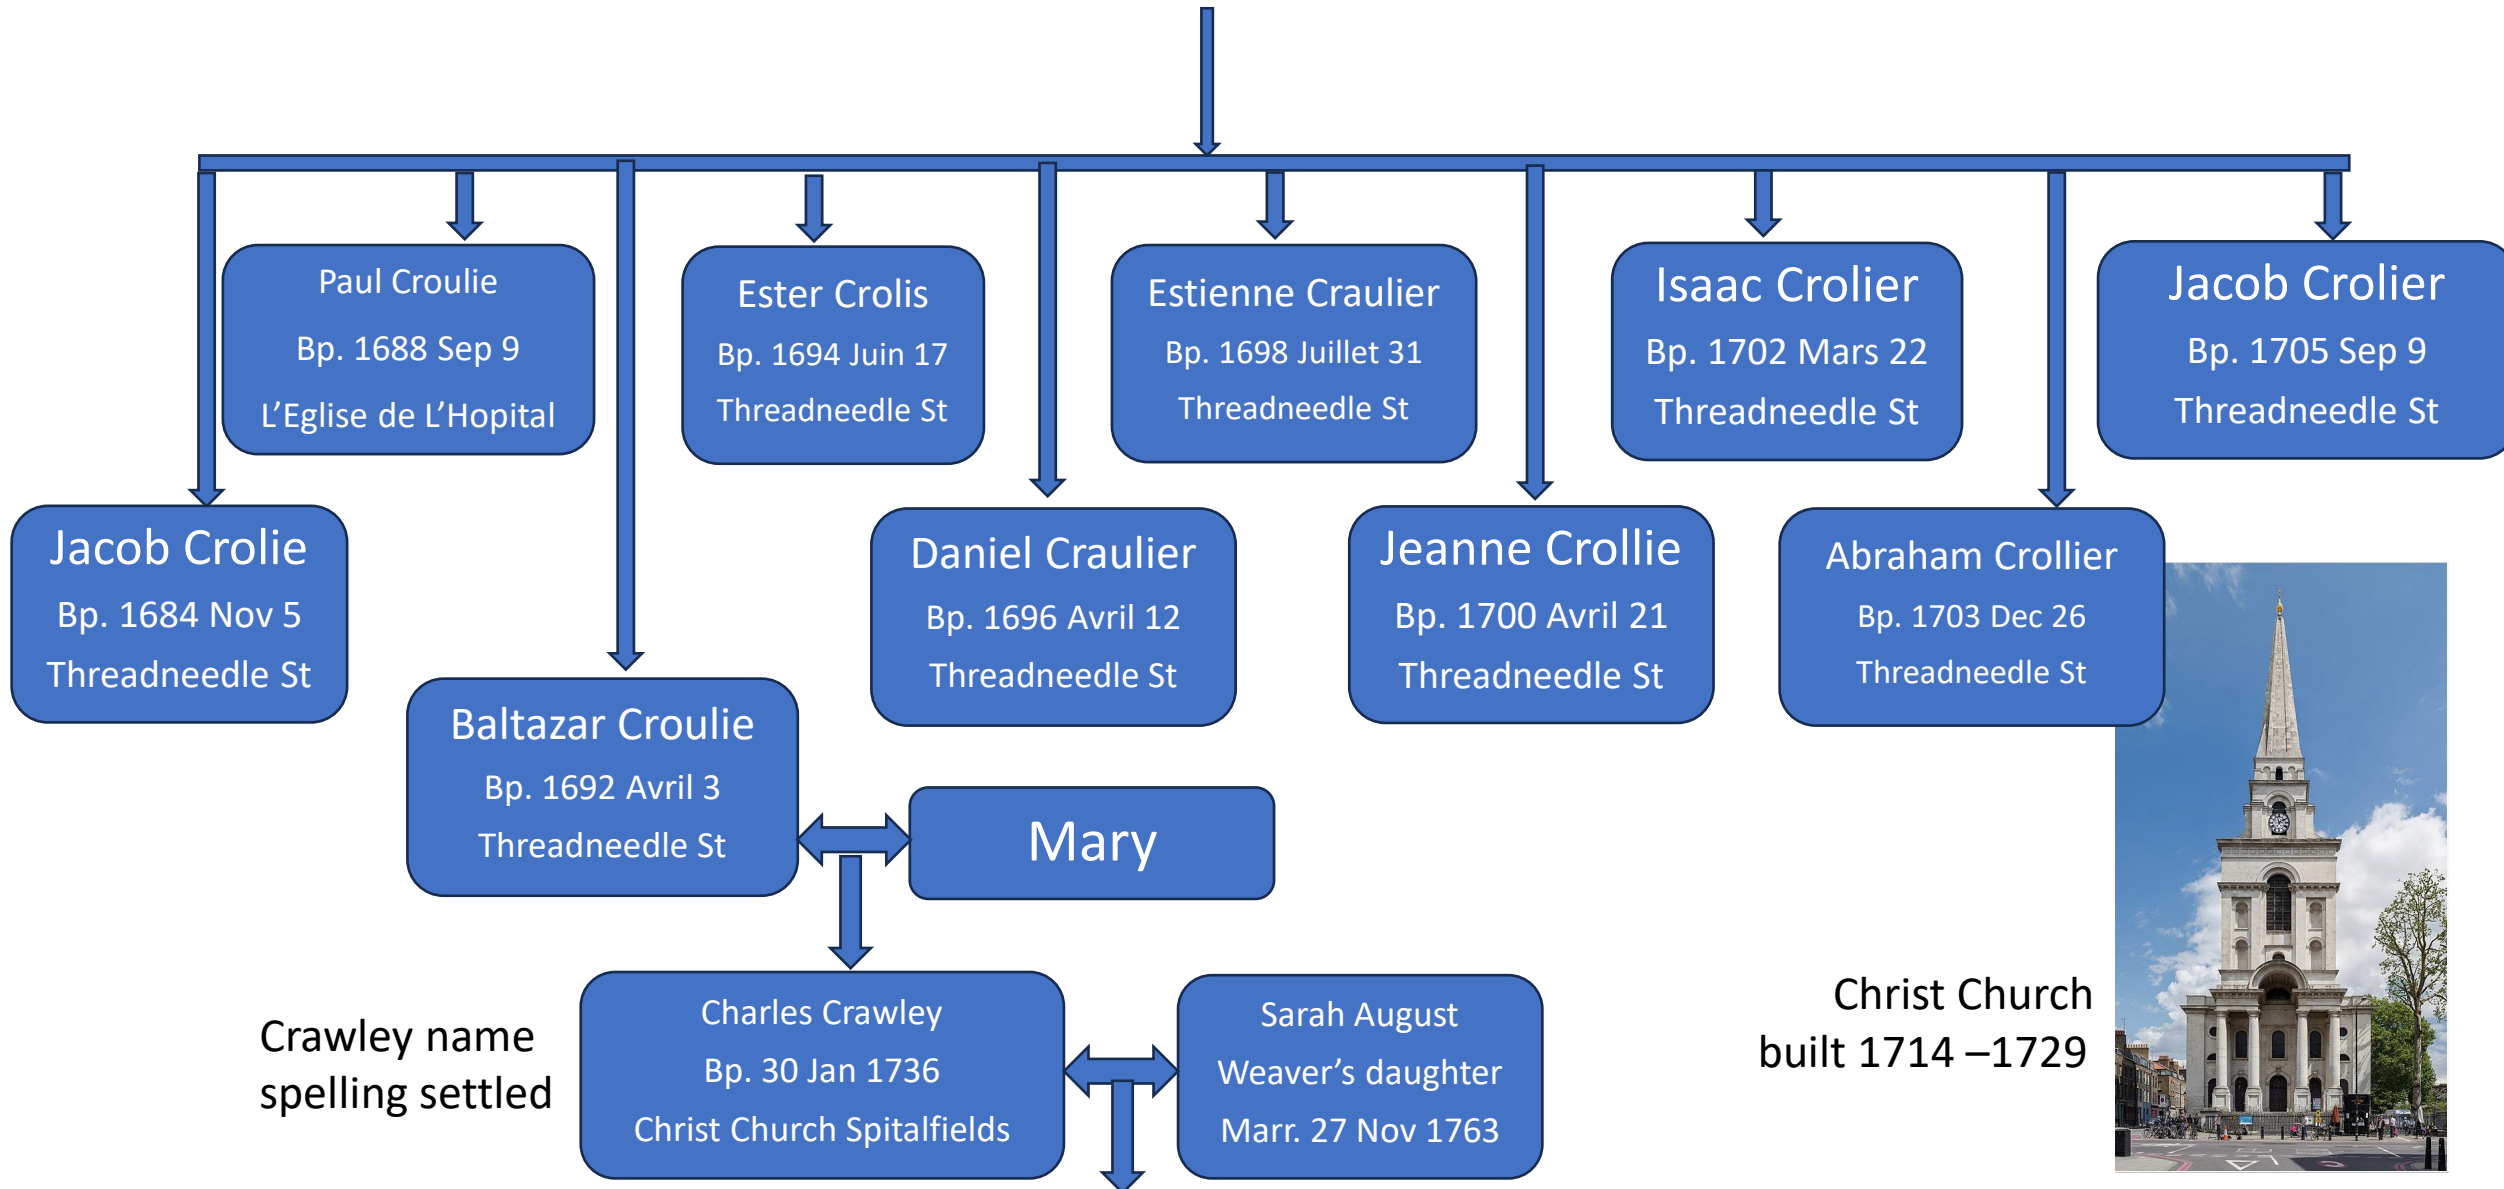 Paul Croulie
Bp. 1688 Sep 9
L’Eglise de L’Hopital
Ester Crolis
Bp. 1694 Juin 17
Threadneedle St
Estienne Craulier
Bp. 1698 Juillet 31
Threadneedle St
Isaac Crolier
Bp. 1702 Mars 22
Threadneedle St
Jacob Crolier
Bp. 1705 Sep 9
Threadneedle St
Jacob Crolie
Bp. 1684 Nov 5
Threadneedle St
Daniel Craulier
Bp. 1696 Avril 12
Threadneedle St
Jeanne Crollie
Bp. 1700 Avril 21
Threadneedle St
Abraham Crollier
Bp. 1703 Dec 26
Threadneedle St
Baltazar Croulie
Bp. 1692 Avril 3
Threadneedle St
Mary
Crawley name
spelling settled
Charles Crawley
Bp. 30 Jan 1736
Christ Church Spitalfields
Sarah August
Weaver’s daughter
Marr. 27 Nov 1763
Christ Church
built 1714 –1729